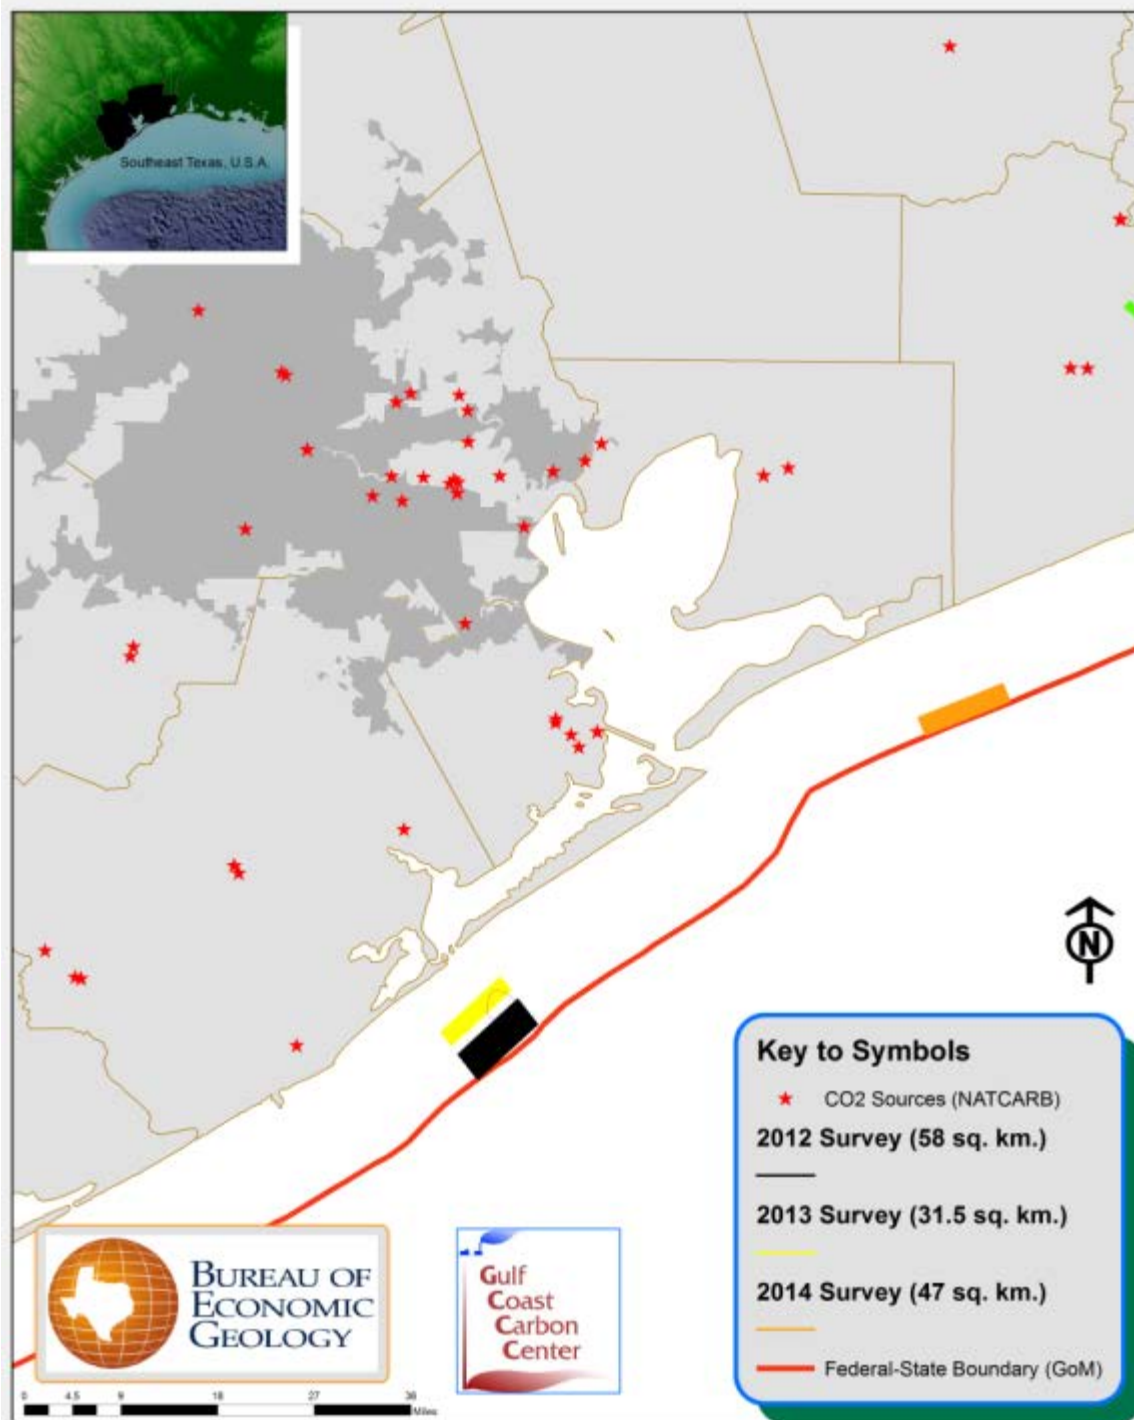 Southeast Texas, U.S.A.
N
Key to Symbols
CO2 Sources (NATCARB)
2012 Survey (58 sq. km.)
2013 Survey (31.5 sq. km.)
2014 Survey (47 sq. km.)
Federal-State Boundary (GoM)
BUREAU OF
ECONOMIC
GEOLOGY
Gulf
Coast
Carbon
Center
0 4.5 9 18 27 36
Miles